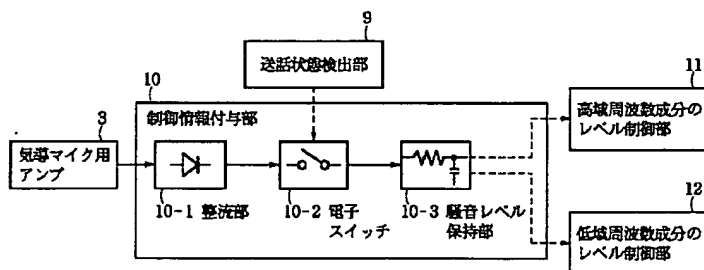 9
送話状態検出部
10
制御情報付与部
3
気導マイク用
アンプ
10-1 整流部
10-2 電子
スイッチ
10-3 騒音レベル
保持部
11
高域周波数成分の
レベル制御部
12
低域周波数成分の
レベル制御部